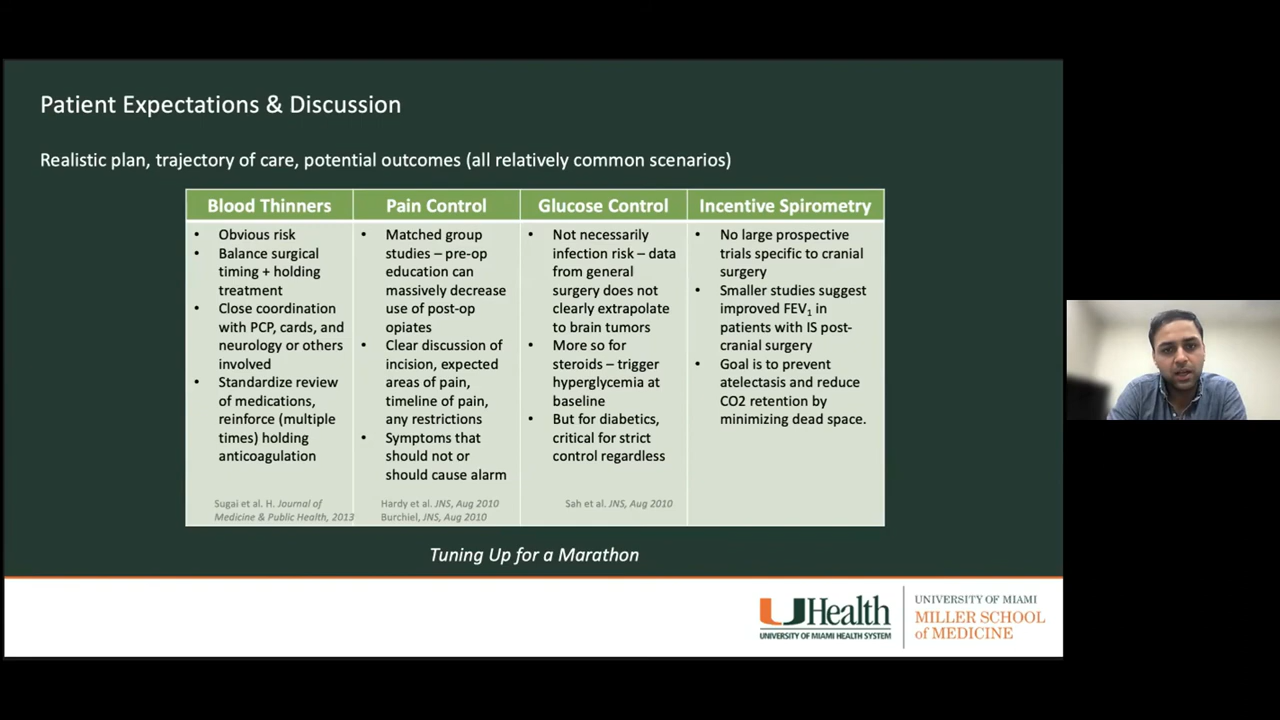 Patient Expectations & Discussion
Realistic plan, trajectory of care, potential outcomes (all relatively common scenarios)
Blood Thinners
• Obvious risk
• Balance surgical
timing + holding
treatment
• Close coordination
with PCP, cards, and
neurology or others
involved
• Standardize review
of medications,
reinforce (multiple
times) holding
anticoagulation
Sugai et al. H. Journal of
Medicine & Public Health, 2013
Pain Control
• Matched group
studies – pre-op
education can
massively decrease
use of post-op
opiates
• Clear discussion of
incision, expected
areas of pain,
timeline of pain,
any restrictions
• Symptoms that
should not or
should cause alarm
Hardy et al. JNS, Aug 2010
Burchiel, JNS, Aug 2010
Glucose Control
• Not necessarily
infection risk – data
from general
surgery does not
clearly extrapolate
to brain tumors
• More so for
steroids – trigger
hyperglycemia at
baseline
• But for diabetics,
critical for strict
control regardless
Sah et al. JNS, Aug 2010
Incentive Spirometry
• No large prospective
trials specific to cranial
surgery
• Smaller studies suggest
improved FEV₁ in
patients with IS post-
cranial surgery
• Goal is to prevent
atelectasis and reduce
CO2 retention by
minimizing dead space.
Tuning Up for a Marathon
UHealth
UNIVERSITY OF MIAMI HEALTH SYSTEM
UNIVERSITY OF MIAMI
MILLER SCHOOL
of MEDICINE